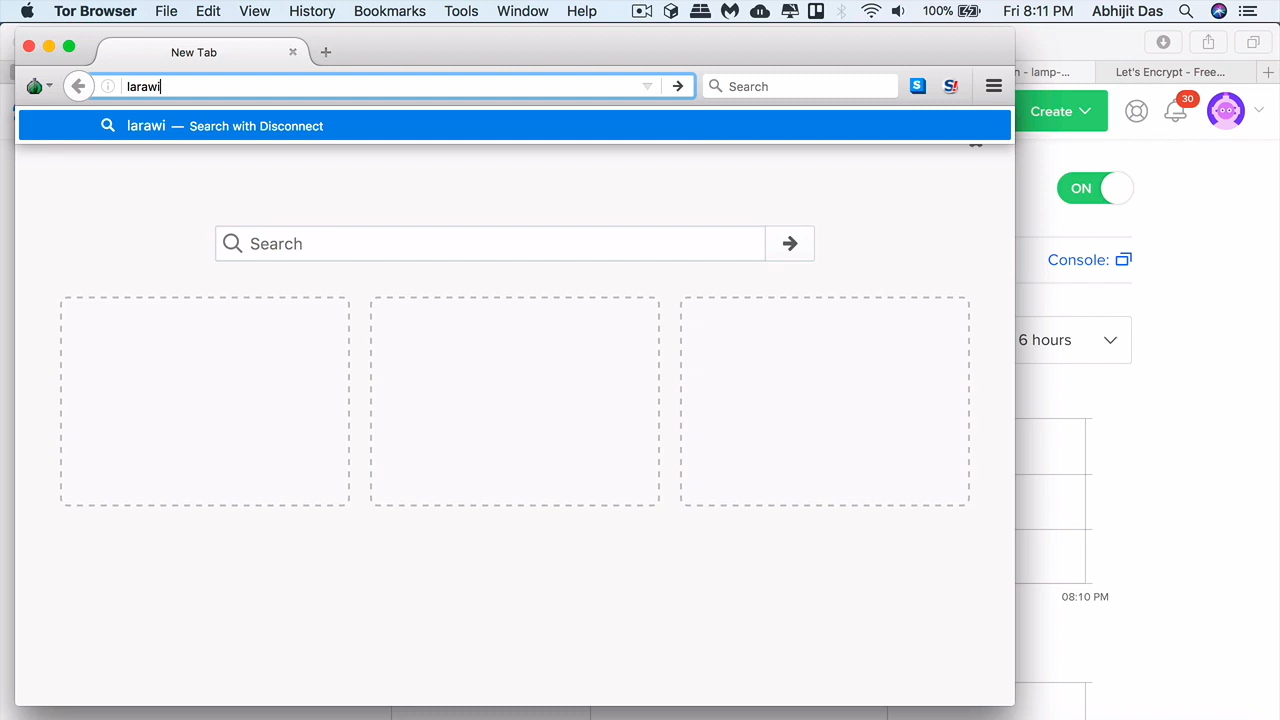 Tor Browser File Edit View History Bookmarks Tools Window Help 100% Fri 8:11 PM Abhijit Das
New Tab
n - lamp-... Let's Encrypt - Free...
larawi Search
Create 30
larawi — Search with Disconnect
ON
Search
Console:
6 hours
08:10 PM